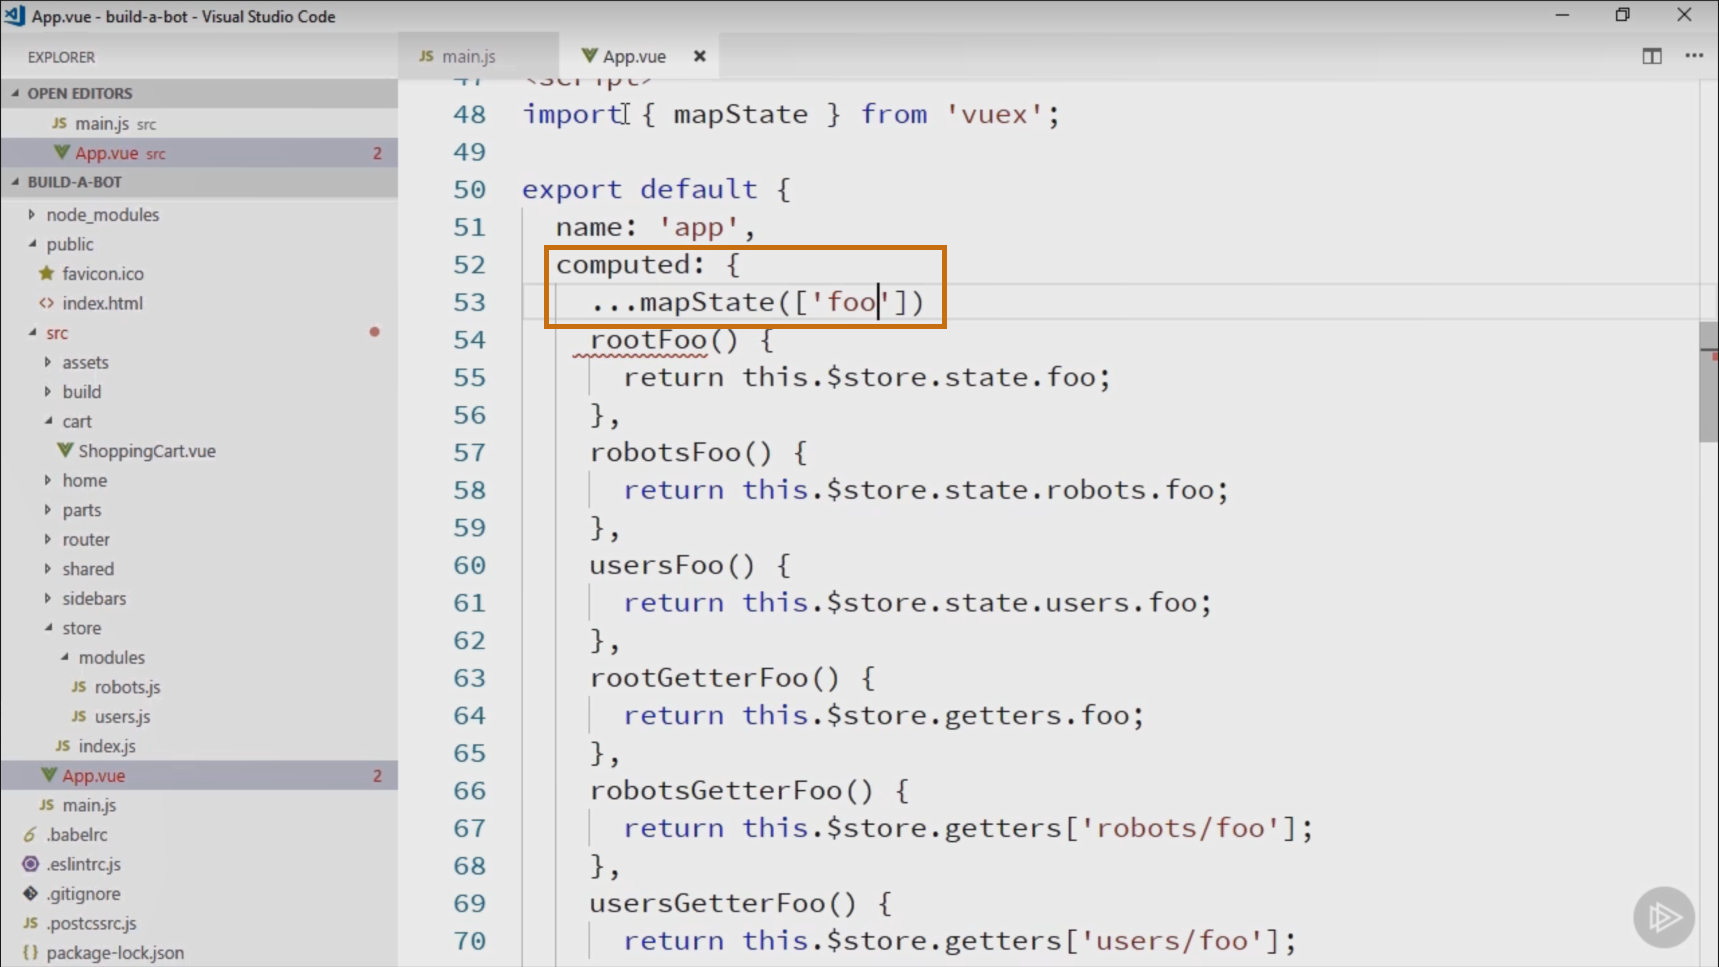 App.vue - build-a-bot - Visual Studio Code
EXPLORER
OPEN EDITORS
JS main.js src
App.vue src 2
BUILD-A-BOT
node_modules
public
favicon.ico
<> index.html
src
assets
build
cart
ShoppingCart.vue
home
parts
router
shared
sidebars
store
modules
JS robots.js
JS users.js
JS index.js
App.vue 2
JS main.js
6 .babelrc
.eslintrc.js
.gitignore
JS .postcssrc.js
{} package-lock.json
JS main.js
App.vue
47 <script>
48 import { mapState } from 'vuex';
49
50 export default {
51 name: 'app',
52 computed: {
53 ...mapState(['foo'])
54 rootFoo() {
55 return this.$store.state.foo;
56 },
57 robotsFoo() {
58 return this.$store.state.robots.foo;
59 },
60 usersFoo() {
61 return this.$store.state.users.foo;
62 },
63 rootGetterFoo() {
64 return this.$store.getters.foo;
65 },
66 robotsGetterFoo() {
67 return this.$store.getters['robots/foo'];
68 },
69 usersGetterFoo() {
70 return this.$store.getters['users/foo'];